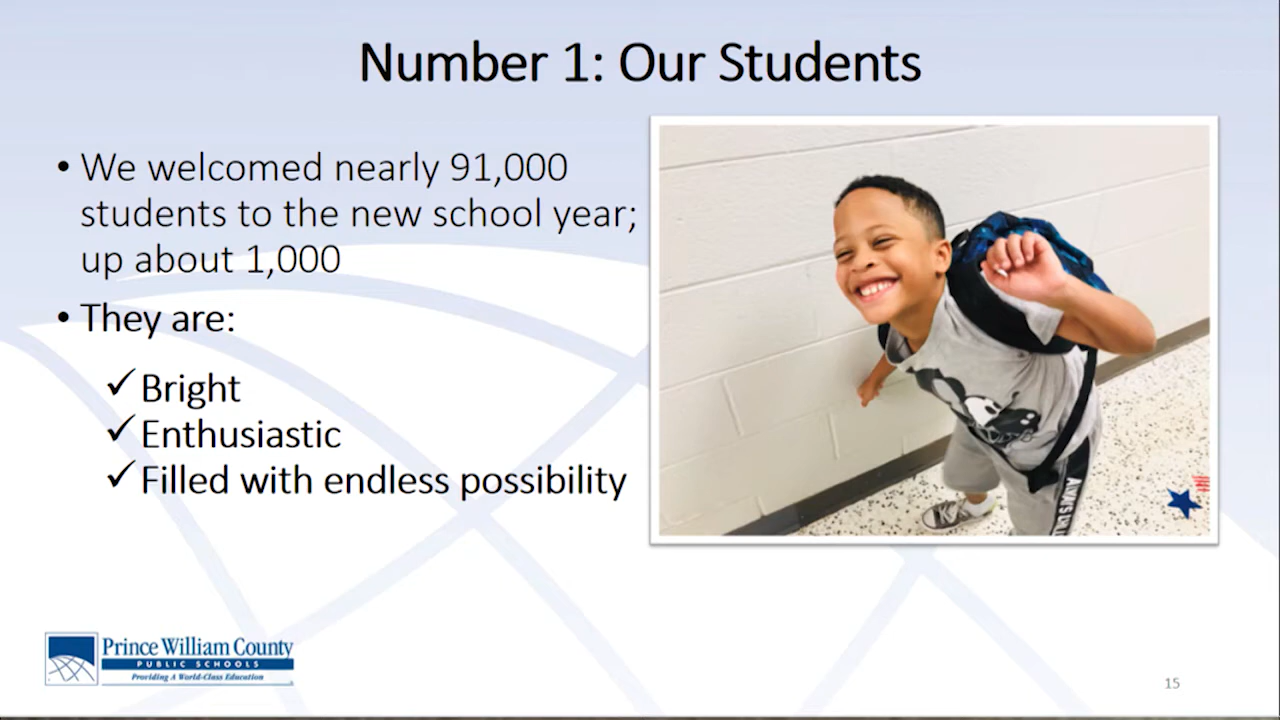 Number 1: Our Students
• We welcomed nearly 91,000
students to the new school year;
up about 1,000
• They are:
✓ Bright
✓ Enthusiastic
✓ Filled with endless possibility
Prince William County
PUBLIC SCHOOLS
Providing A World-Class Education
15